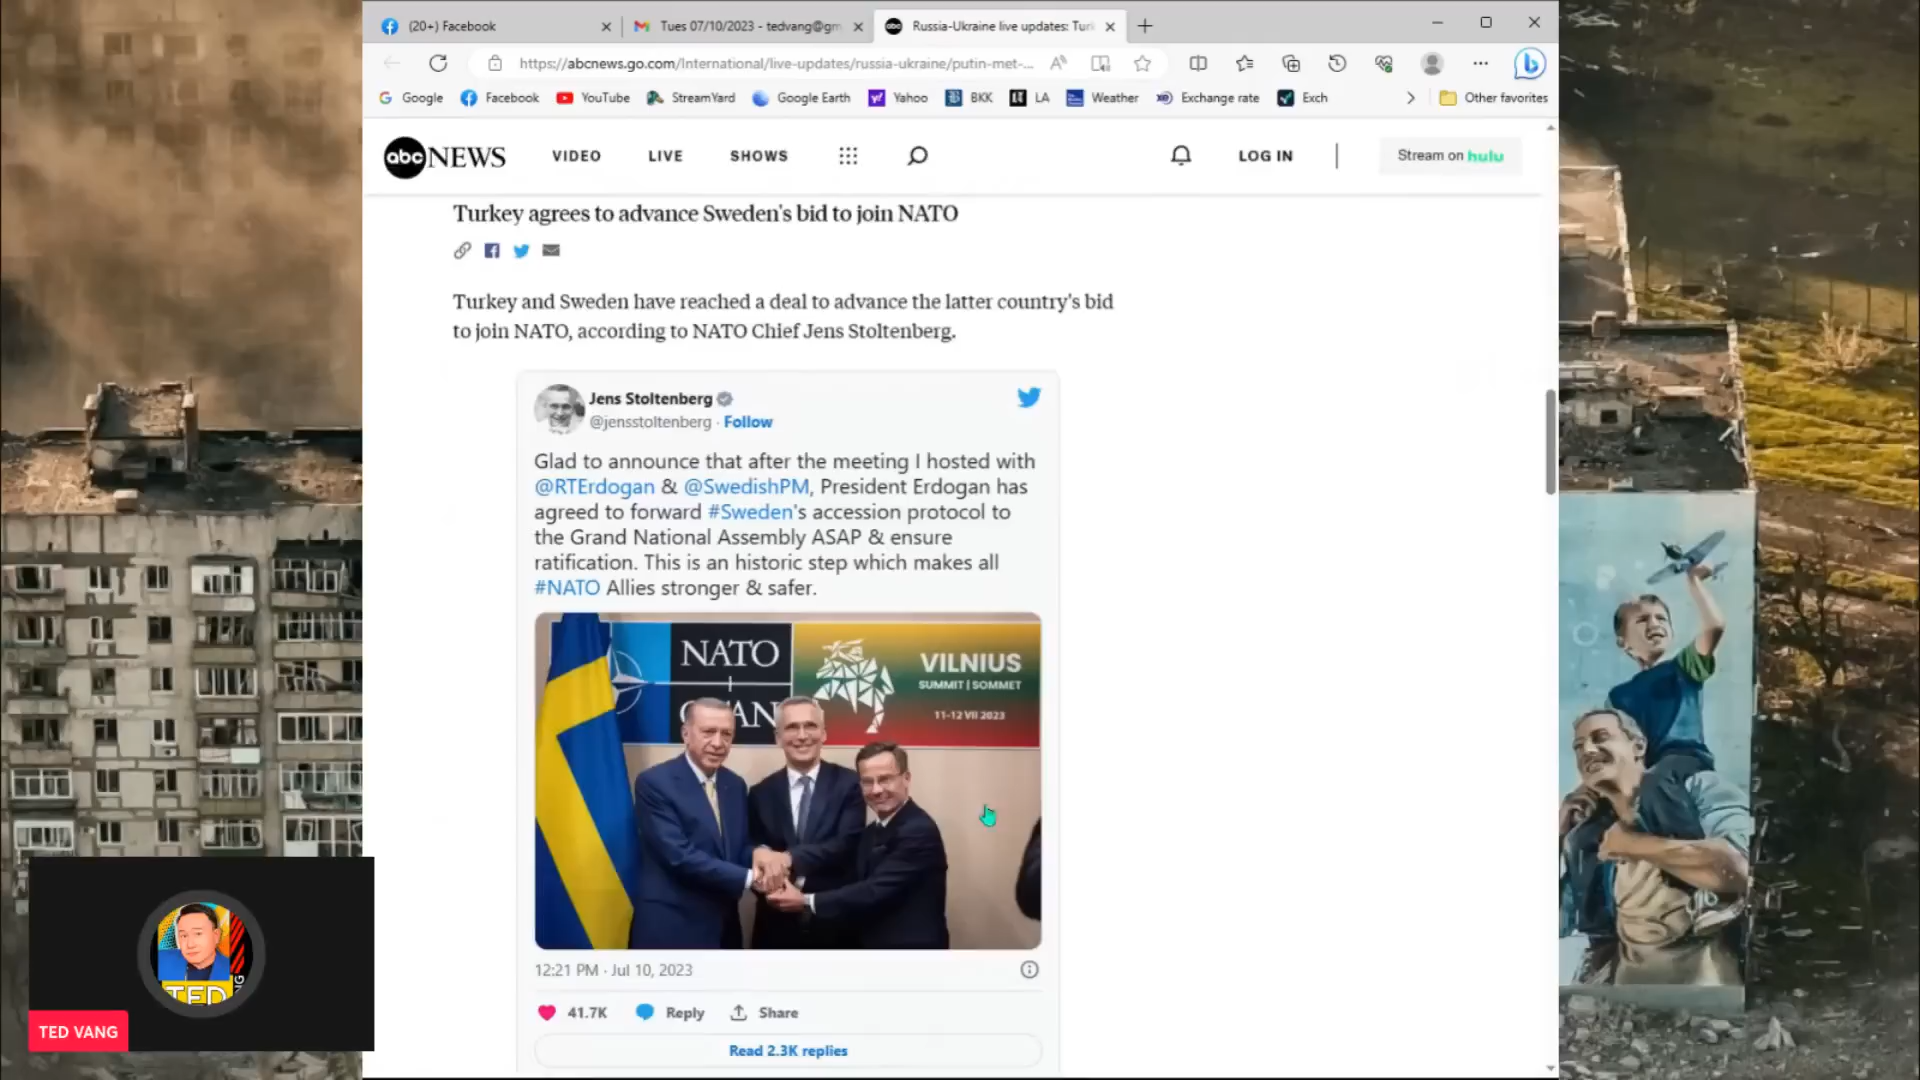 (20+) Facebook
Tues 07/10/2023 - tedvang@gm
abc
Russia-Ukraine live updates: Turk
https://abcnews.go.com/International/live-updates/russia-ukraine/putin-met-...
Google
Facebook
YouTube
StreamYard
Google Earth
Yahoo
BKK
LA
Weather
Exchange rate
Exch
Other favorites
abc NEWS
VIDEO
LIVE
SHOWS
LOG IN
Stream on hulu
Turkey agrees to advance Sweden's bid to join NATO
Turkey and Sweden have reached a deal to advance the latter country's bid
to join NATO, according to NATO Chief Jens Stoltenberg.
Jens Stoltenberg
@jensstoltenberg · Follow
Glad to announce that after the meeting I hosted with
@RTErdogan & @SwedishPM, President Erdogan has
agreed to forward #Sweden's accession protocol to
the Grand National Assembly ASAP & ensure
ratification. This is an historic step which makes all
#NATO Allies stronger & safer.
NATO
OTAN
VILNIUS
SUMMIT | SOMMET
11-12 VII 2023
12:21 PM · Jul 10, 2023
41.7K
Reply
Share
Read 2.3K replies
TED
TED VANG